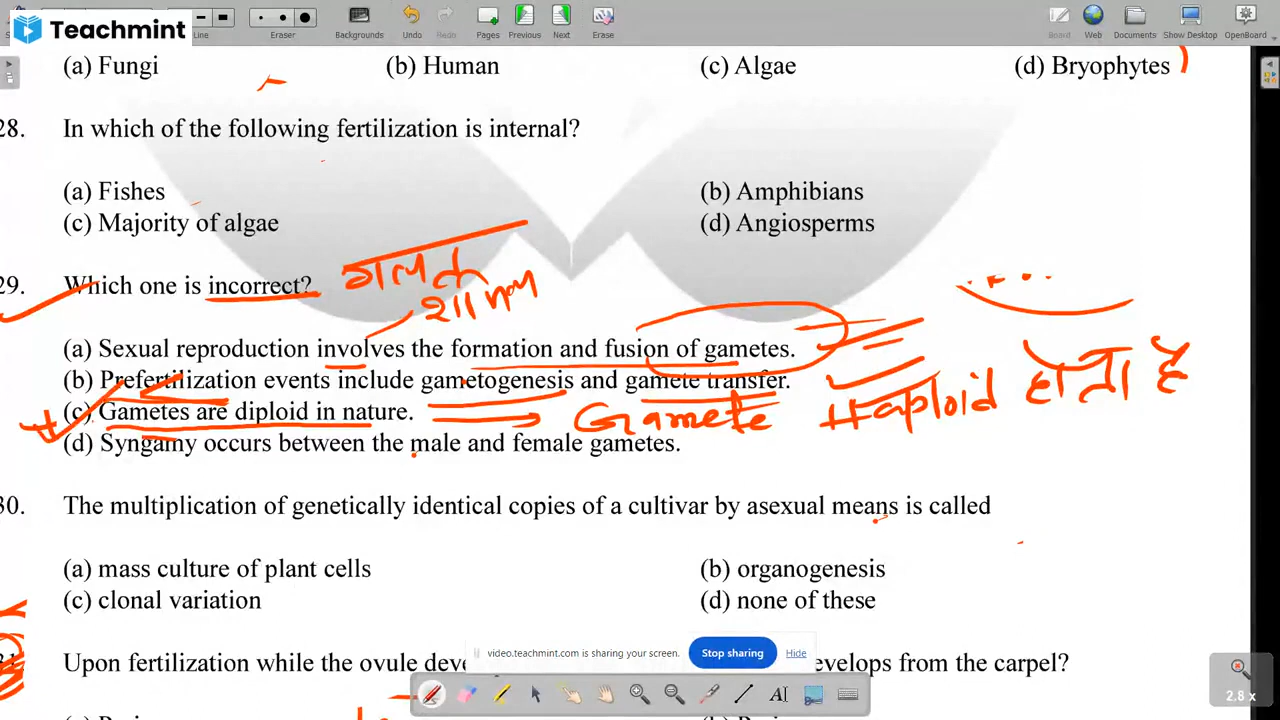 Teachmint
Line
Eraser
Backgrounds
Undo
Redo
Pages
Previous
Next
Erase
Board
Web
Documents
Show Desktop
OpenBoard
(a) Fungi (b) Human (c) Algae (d) Bryophytes
28. In which of the following fertilization is internal?
(a) Fishes (b) Amphibians
(c) Majority of algae (d) Angiosperms
29. Which one is incorrect? गलत
(a) Sexual reproduction involves the formation and fusion of gametes.
(b) Prefertilization events include gametogenesis and gamete transfer.
(c) Gametes are diploid in nature. Gamete Haploid होता है
(d) Syngamy occurs between the male and female gametes.
30. The multiplication of genetically identical copies of a cultivar by asexual means is called
(a) mass culture of plant cells (b) organogenesis
(c) clonal variation (d) none of these
31. Upon fertilization while the ovule evelops from the carpel?
video.teachmint.com is sharing your screen. Stop sharing Hide
2.8 x